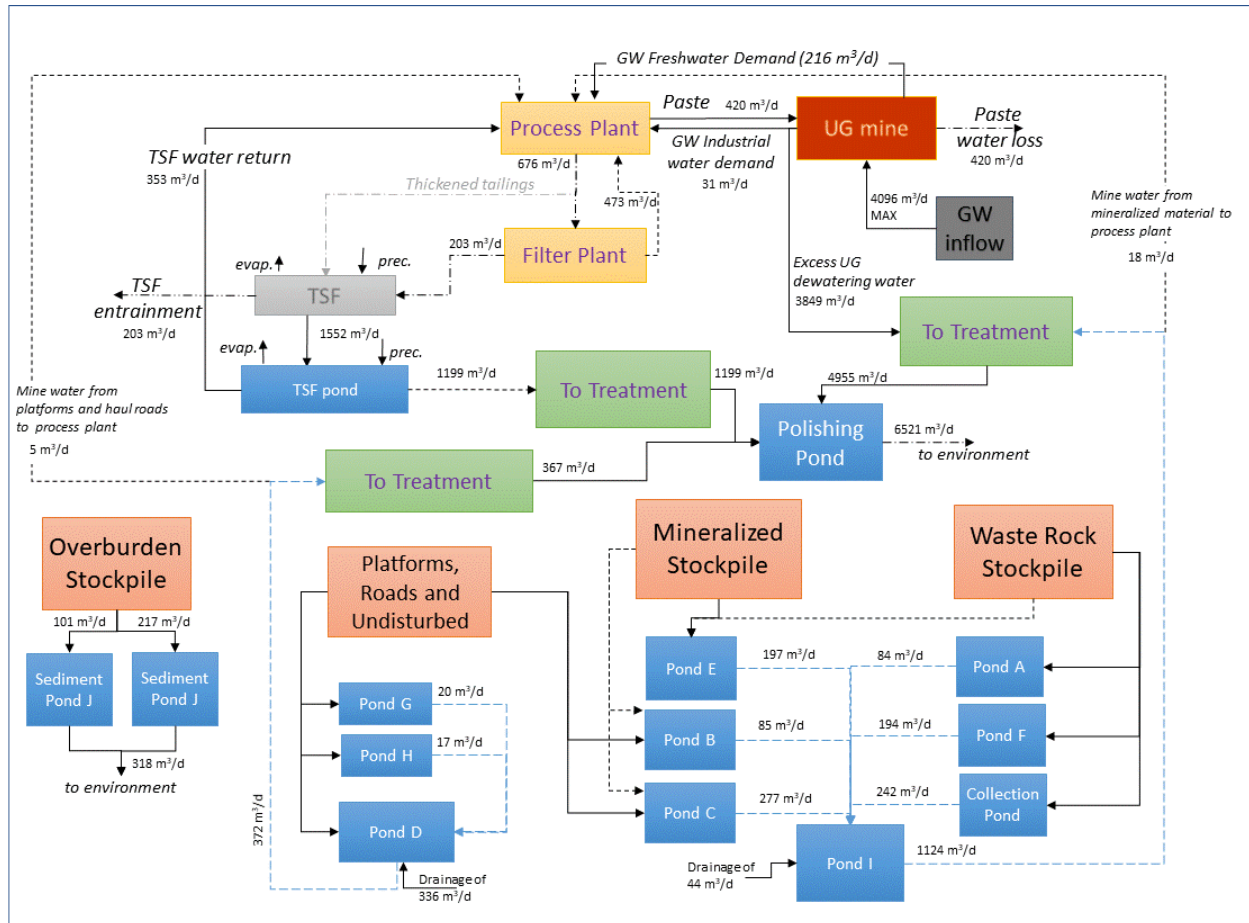 GW Freshwater Demand (216 m³/d)
Paste
420 m³/d
Process Plant
UG mine
Paste
water loss
420 m³/d
GW Industrial
water demand
31 m³/d
TSF water return
353 m³/d
676 m³/d
Thickened tailings
473 m³/d
4096 m³/d
MAX
GW
inflow
Mine water from
mineralized material to
process plant
18 m³/d
203 m³/d
Filter Plant
evap.
prec.
TSF
TSF
entrainment
203 m³/d
Excess UG
dewatering water
3849 m³/d
To Treatment
1552 m³/d
evap.
prec.
TSF pond
1199 m³/d
To Treatment
1199 m³/d
4955 m³/d
Mine water from
platforms and haul roads
to process plant
5 m³/d
Polishing
Pond
6521 m³/d
to environment
To Treatment
367 m³/d
Overburden
Stockpile
Platforms,
Roads and
Undisturbed
Mineralized
Stockpile
Waste Rock
Stockpile
101 m³/d
217 m³/d
Sediment
Pond J
Sediment
Pond J
318 m³/d
to environment
Pond G
20 m³/d
Pond H
17 m³/d
Pond D
372 m³/d
Drainage of
336 m³/d
Pond E
197 m³/d
84 m³/d
Pond A
Pond B
85 m³/d
194 m³/d
Pond F
Pond C
277 m³/d
242 m³/d
Collection
Pond
Drainage of
44 m³/d
Pond I
1124 m³/d